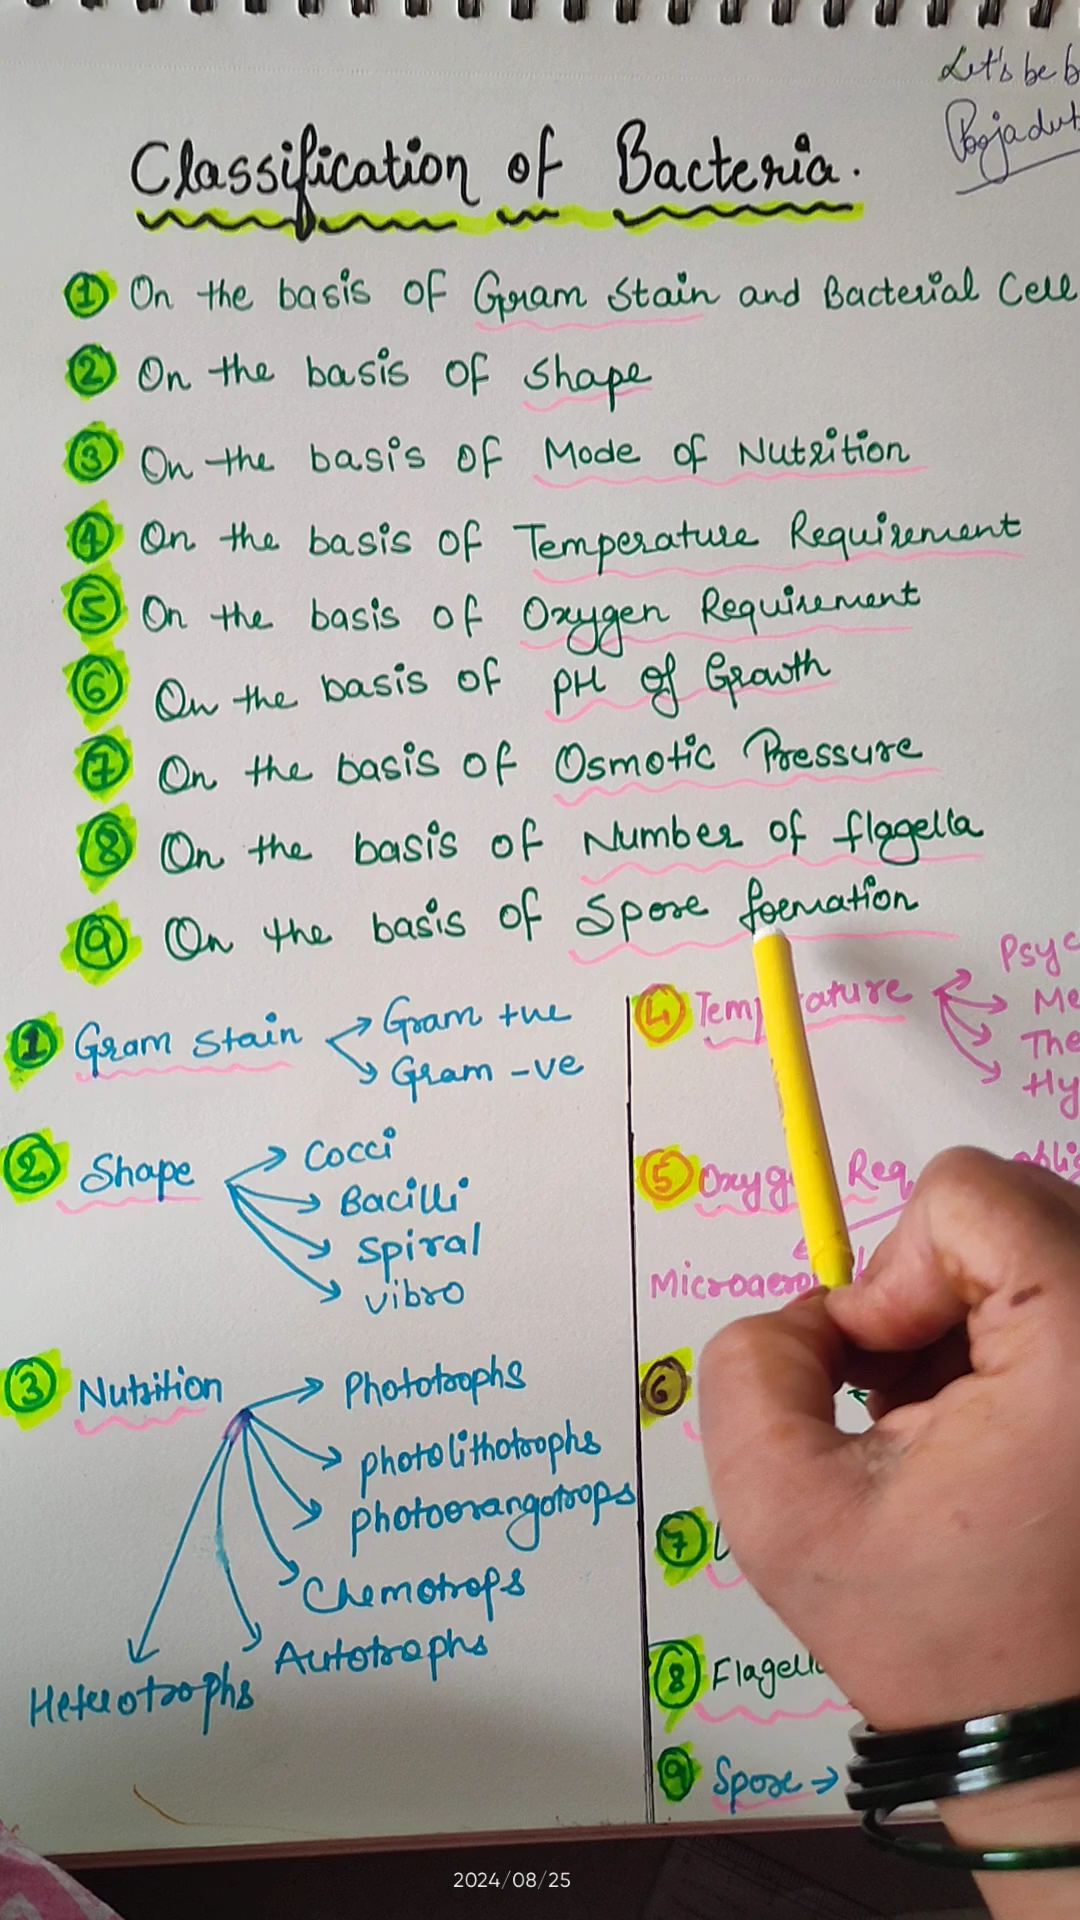 Let's be b
Classification of Bacteria.
① On the basis of Gram Stain and Bacterial Cell
② On the basis of shape
③ On the basis of Mode of Nutrition
④ On the basis of Temperature Requirement
⑤ On the basis of Oxygen Requirement
⑥ On the basis of PH of Growth
⑦ On the basis of Osmotic Pressure
⑧ On the basis of Number of flagella
⑨ On the basis of Spore formation
① Gram stain
Gram +ve
Gram -ve
② Shape
Cocci
Bacilli
Spiral
vibro
③ Nutrition
Phototrophs
photolithotrophs
photoorangotrops
Chemotrops
Autotrophs
Heterotrophs
④ Temp ature
Psyc
Me
The
Hy
⑤ Oxyg Req
Microaero
⑥
⑦
⑧ Flagell
⑨ Spore →
2024/08/25